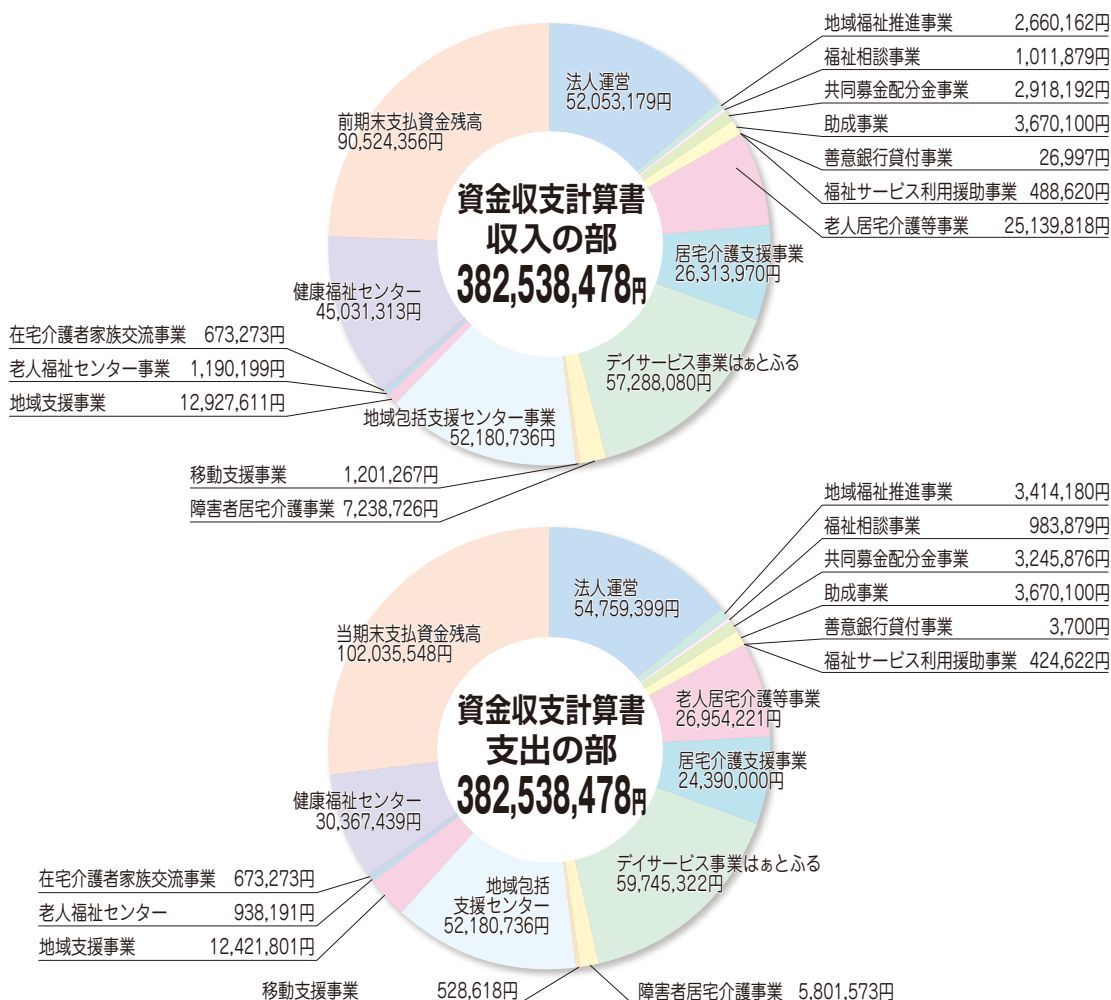 地域福祉推進事業 2,660,162円
福祉相談事業 1,011,879円
共同募金配分金事業 2,918,192円
助成事業 3,670,100円
善意銀行貸付事業 26,997円
福祉サービス利用援助事業 488,620円
老人居宅介護等事業 25,139,818円
法人運営
52,053,179円
前期末支払資金残高
90,524,356円
資金収支計算書
収入の部
382,538,478円
居宅介護支援事業
26,313,970円
健康福祉センター
45,031,313円
在宅介護者家族交流事業 673,273円
老人福祉センター事業 1,190,199円
地域支援事業 12,927,611円
デイサービス事業はぁとふる
57,288,080円
地域包括支援センター事業
52,180,736円
移動支援事業 1,201,267円
障害者居宅介護事業 7,238,726円
地域福祉推進事業 3,414,180円
福祉相談事業 983,879円
共同募金配分金事業 3,245,876円
助成事業 3,670,100円
善意銀行貸付事業 3,700円
福祉サービス利用援助事業 424,622円
法人運営
54,759,399円
当期末支払資金残高
102,035,548円
資金収支計算書
支出の部
382,538,478円
老人居宅介護等事業
26,954,221円
居宅介護支援事業
24,390,000円
健康福祉センター
30,367,439円
デイサービス事業はぁとふる
59,745,322円
在宅介護者家族交流事業 673,273円
老人福祉センター 938,191円
地域支援事業 12,421,801円
地域包括
支援センター
52,180,736円
移動支援事業 528,618円
障害者居宅介護事業 5,801,573円